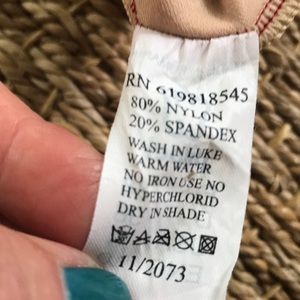 RN 619818545
80% NYLON
20% SPANDEX
WASH IN LUKE
WARM WATER
NO IRON USE NO
HYPERCHLORID
DRY IN SHADE
11/2073